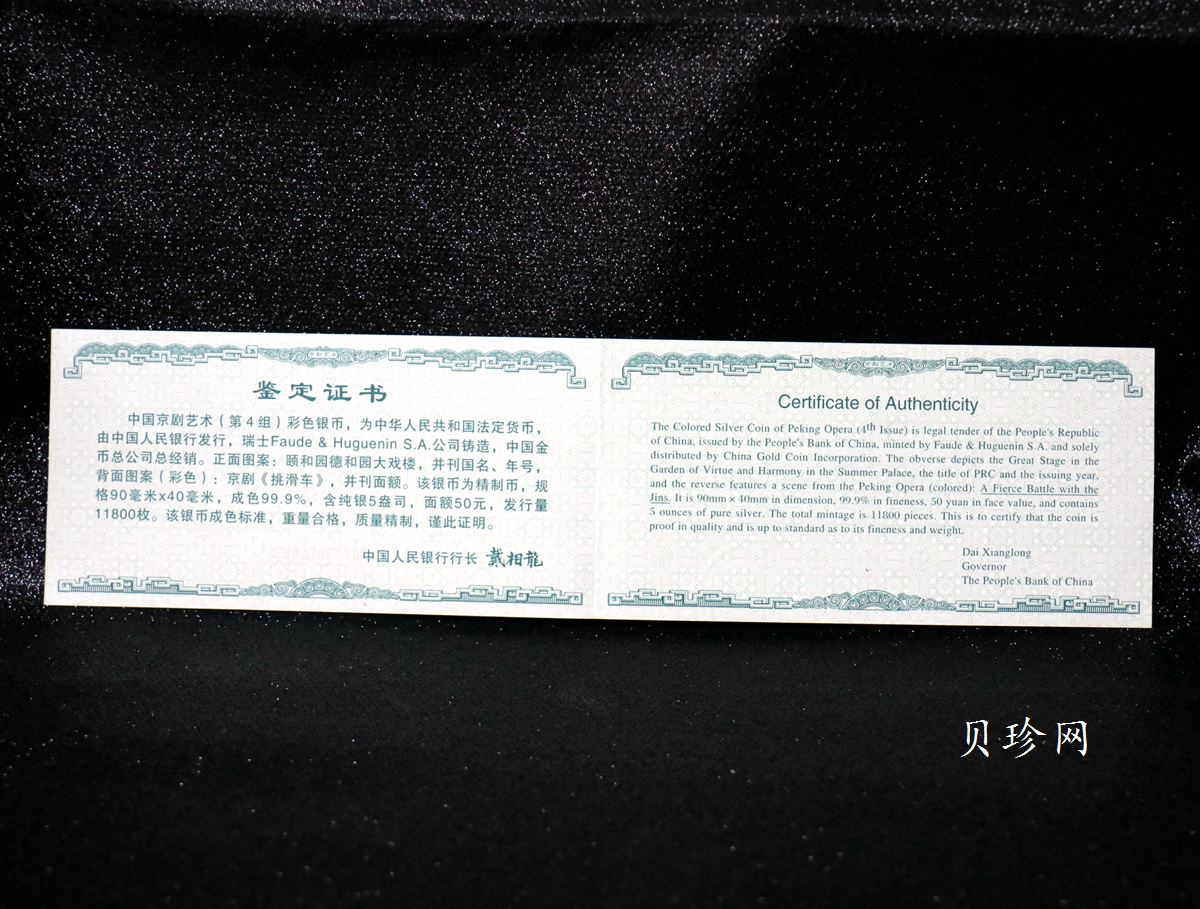 鉴定证书
中国京剧艺术（第4组）彩色银币，为中华人民共和国法定货币，
由中国人民银行发行，瑞士Faude & Huguenin S.A.公司铸造，中国金
币总公司总经销。正面图案：颐和园德和园大戏楼，并刊国名、年号，
背面图案（彩色）：京剧《挑滑车》，并刊面额。该银币为精制币，规
格90毫米x40毫米，成色99.9%，含纯银5盎司，面额50元，发行量
11800枚。该银币成色标准，重量合格，质量精制，谨此证明。
中国人民银行行长 戴相龍
Certificate of Authenticity
The Colored Silver Coin of Peking Opera (4th Issue) is legal tender of the People's Republic
of China, issued by the People's Bank of China, minted by Faude & Huguenin S.A. and solely
distributed by China Gold Coin Incorporation. The obverse depicts the Great Stage in the
Garden of Virtue and Harmony in the Summer Palace, the title of PRC and the issuing year,
and the reverse features a scene from the Peking Opera (colored): A Fierce Battle with the
Jins. It is 90mm × 40mm in dimension, 99.9% in fineness, 50 yuan in face value, and contains
5 ounces of pure silver. The total mintage is 11800 pieces. This is to certify that the coin is
proof in quality and is up to standard as to its fineness and weight.
Dai Xianglong
Governor
The People's Bank of China
贝珍网